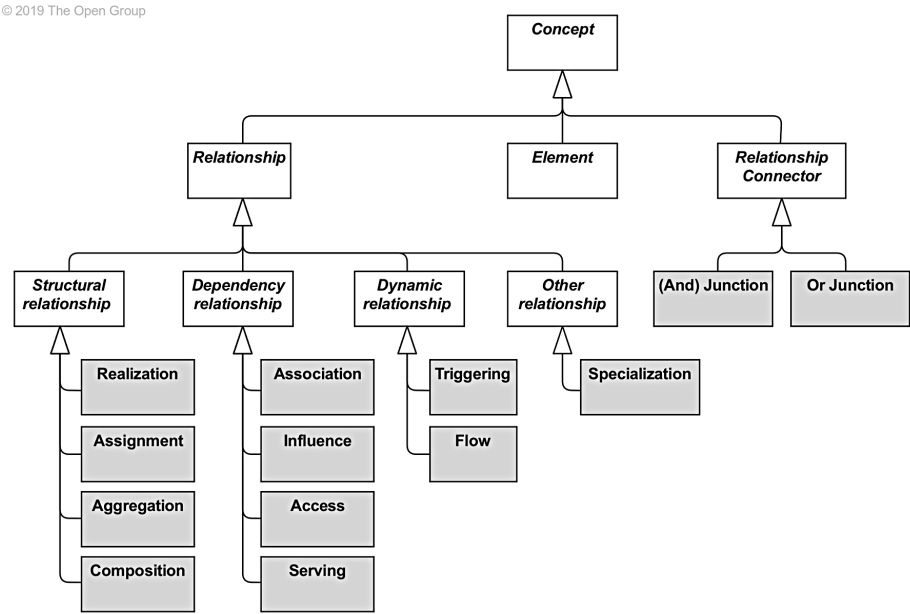 © 2019 The Open Group
Concept
Relationship
Element
Relationship
Connector
Structural
relationship
Dependency
relationship
Dynamic
relationship
Other
relationship
(And) Junction
Or Junction
Realization
Association
Triggering
Specialization
Assignment
Influence
Flow
Aggregation
Access
Composition
Serving